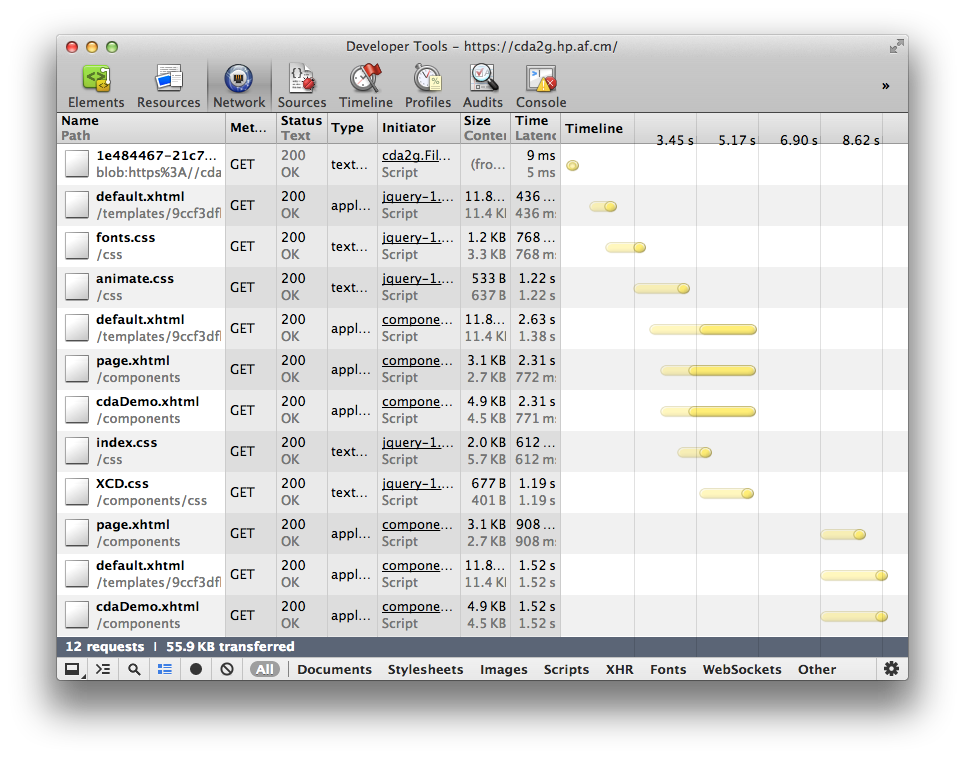 Developer Tools - https://cda2g.hp.af.cm/
Elements Resources Network Sources Timeline Profiles Audits Console »
Name Met... Status Type Initiator Size Time Timeline
Path Text Conter Latenc
3.45 s 5.17 s 6.90 s 8.62 s
1e484467-21c7... GET 200 text... cda2g.Fil... (fro... 9 ms
blob:https%3A//cda OK Script 5 ms
default.xhtml GET 200 appl... jquery-1.... 11.8... 436 ...
/templates/9ccf3dfl OK Script 11.4 KI 436 ms
fonts.css GET 200 text... jquery-1.... 1.2 KB 768 ...
/css OK Script 3.3 KB 768 ms
animate.css GET 200 text... jquery-1.... 533 B 1.22 s
/css OK Script 637 B 1.22 s
default.xhtml GET 200 appl... compone... 11.8... 2.63 s
/templates/9ccf3dfl OK Script 11.4 KI 1.38 s
page.xhtml GET 200 appl... compone... 3.1 KB 2.31 s
/components OK Script 2.7 KB 772 ms
cdaDemo.xhtml GET 200 appl... compone... 4.9 KB 2.31 s
/components OK Script 4.5 KB 771 ms
index.css GET 200 text... jquery-1.... 2.0 KB 612 ...
/css OK Script 5.7 KB 612 ms
XCD.css GET 200 text... jquery-1.... 677 B 1.19 s
/components/css OK Script 401 B 1.19 s
page.xhtml GET 200 appl... compone... 3.1 KB 908 ...
/components OK Script 2.7 KB 908 ms
default.xhtml GET 200 appl... compone... 11.8... 1.52 s
/templates/9ccf3dfl OK Script 11.4 KI 1.52 s
cdaDemo.xhtml GET 200 appl... compone... 4.9 KB 1.52 s
/components OK Script 4.5 KB 1.52 s
12 requests | 55.9 KB transferred
All Documents Stylesheets Images Scripts XHR Fonts WebSockets Other